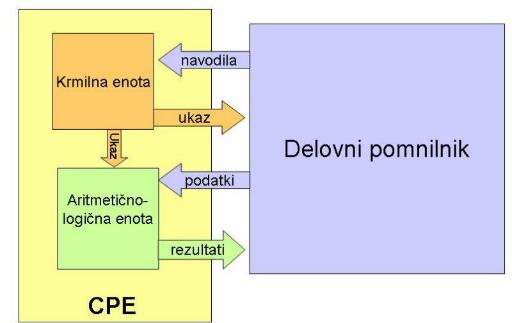 Krmilna enota
navodila
ukaz
Ukaz
Delovni pomnilnik
podatki
Aritmetično-
logična enota
rezultati
CPE